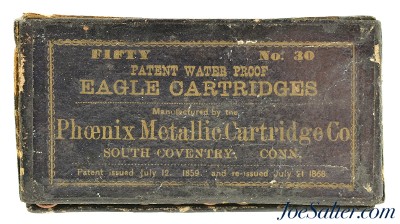 FIFTY No. 30
PATENT WATER PROOF
EAGLE CARTRIDGES
Manufactured by the
Phœnix Metallic Cartridge Co
SOUTH COVENTRY, CONN.
Patent issued July 12, 1859, and re-issued July 21 1868
JoeSalter.com